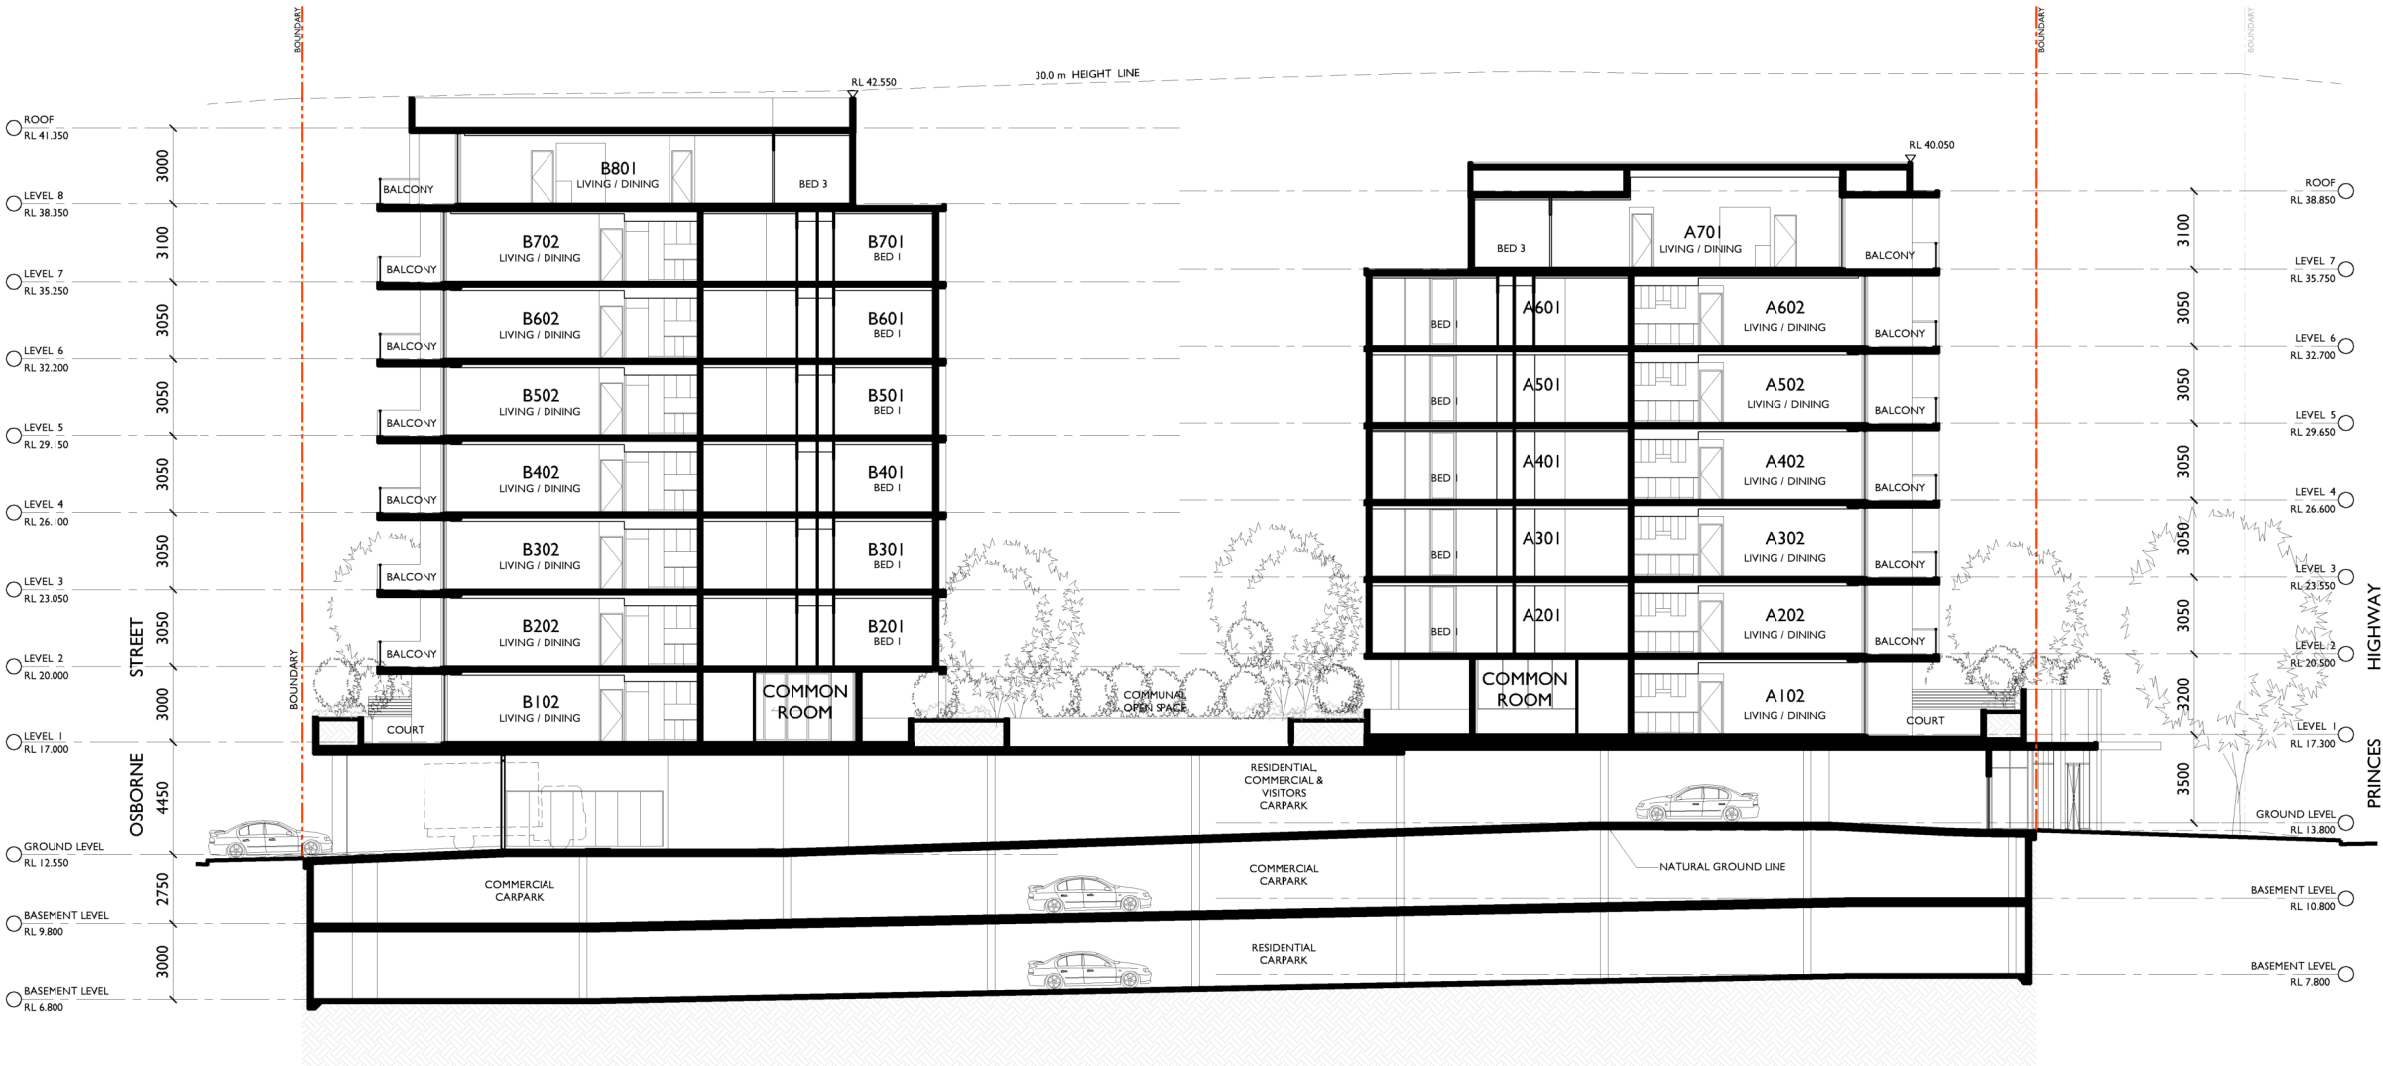 BOUNDARY
BOUNDARY
BOUNDARY
30.0 m HEIGHT LINE
RL 42.550
RL 40.050
ROOF
RL 41.350
3000
LEVEL 8
RL 38.350
3100
LEVEL 7
RL 35.250
3050
LEVEL 6
RL 32.200
3050
LEVEL 5
RL 29.150
3050
LEVEL 4
RL 26.100
3050
LEVEL 3
RL 23.050
3050
LEVEL 2
RL 20.000
3000
LEVEL 1
RL 17.000
4450
GROUND LEVEL
RL 12.550
2750
BASEMENT LEVEL
RL 9.800
3000
BASEMENT LEVEL
RL 6.800
OSBORNE STREET
BOUNDARY
B801
LIVING / DINING
BED 3
BALCONY
B702
LIVING / DINING
B701
BED 1
BALCONY
B602
LIVING / DINING
B601
BED 1
BALCONY
B502
LIVING / DINING
B501
BED 1
BALCONY
B402
LIVING / DINING
B401
BED 1
BALCONY
B302
LIVING / DINING
B301
BED 1
BALCONY
B202
LIVING / DINING
B201
BED 1
BALCONY
B102
LIVING / DINING
COMMON
ROOM
COURT
COMMUNAL
OPEN SPACE
A701
LIVING / DINING
BED 3
BALCONY
A601
BED 1
A602
LIVING / DINING
BALCONY
A501
BED 1
A502
LIVING / DINING
BALCONY
A401
BED 1
A402
LIVING / DINING
BALCONY
A301
BED 1
A302
LIVING / DINING
BALCONY
A201
BED 1
A202
LIVING / DINING
BALCONY
COMMON
ROOM
A102
LIVING / DINING
COURT
RESIDENTIAL,
COMMERCIAL &
VISITORS
CARPARK
COMMERCIAL
CARPARK
COMMERCIAL
CARPARK
NATURAL GROUND LINE
RESIDENTIAL
CARPARK
ROOF
RL 38.850
3100
LEVEL 7
RL 35.750
3050
LEVEL 6
RL 32.700
3050
LEVEL 5
RL 29.650
3050
LEVEL 4
RL 26.600
3050
LEVEL 3
RL 23.550
3050
LEVEL 2
RL 20.500
3200
LEVEL 1
RL 17.300
3500
GROUND LEVEL
RL 13.800
BASEMENT LEVEL
RL 10.800
BASEMENT LEVEL
RL 7.800
PRINCES HIGHWAY